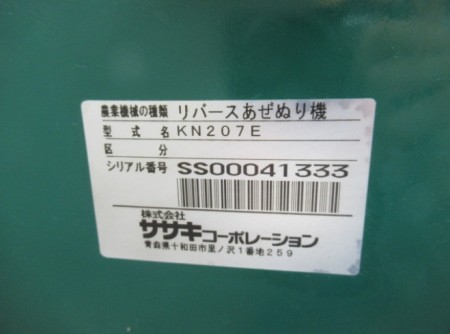 農業機械の種類 リバースあぜぬり機
型式名 KN207E
区分
シリアル番号 SS00041333
株式会社
ササキコーポレーション
青森県十和田市里ノ沢1番地259